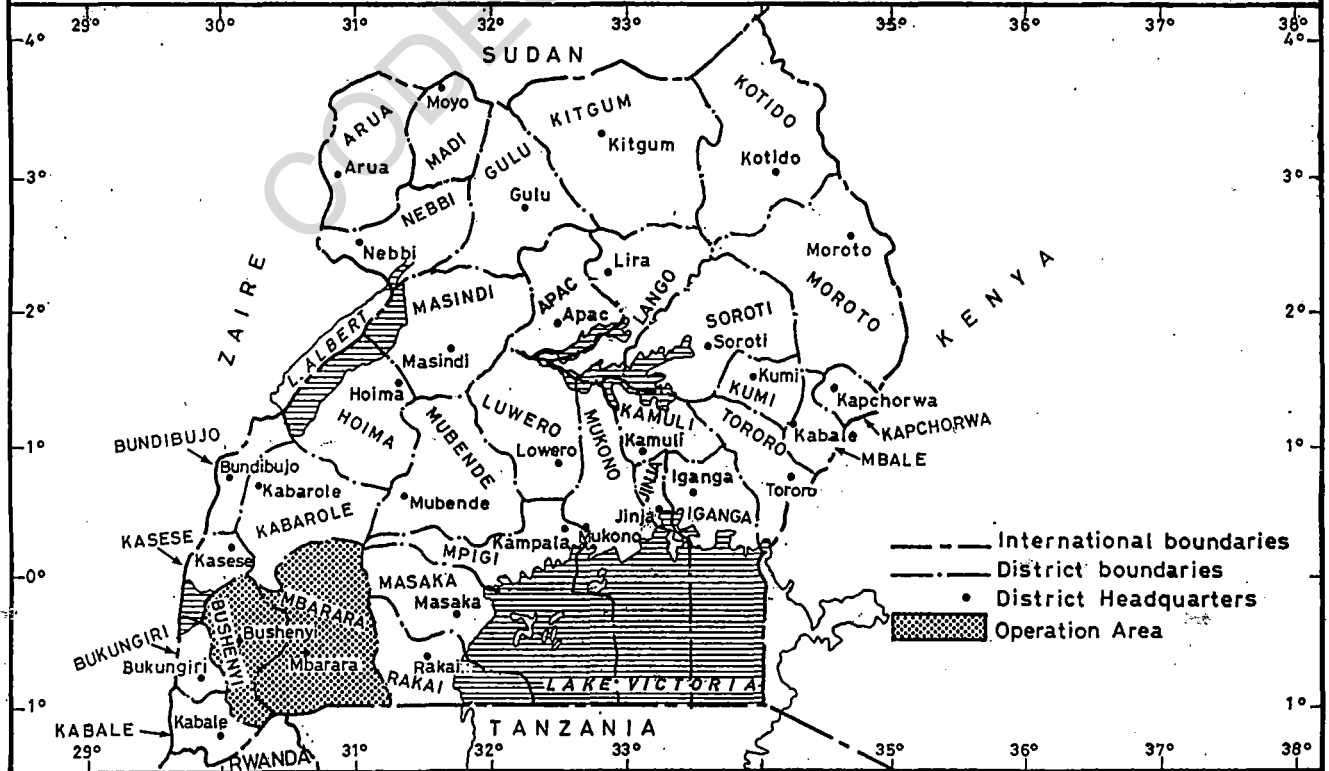 29° 30° 31° 32° 33° 35° 36° 37° 38°
4° 4°
CODE
SUDAN
KOTIDO
Moyo
ARUA
KITGUM
MADI
Kitgum
GULU
Kotido
Arua
3° 3°
NEBBI
Gulu
Nebbi
Moroto
Lira
ZAIRE
KENYA
MASINDI
APAC
LANGO
MOROTO
2° 2°
Apac
SOROTI
L. ALBERT
Soroti
Masindi
Kumi
Hoima
KUMI
Kapchorwa
LUWERO
KAMULI
HOIMA
MUBENDE
MUKONO
TORORO
KAPCHORWA
BUNDIBUJO
Kamuli
Kabale
1° 1°
Lowero
MBALE
Bundibujo
JINJA
Iganga
Kabarole
Tororo
Mubende
KABAROLE
Jinja
IGANGA
KASESE
Kampala
Mukono
International boundaries
MPIGI
Kasese
District boundaries
0°
MASAKA
MBARARA
Masaka
District Headquarters
BUSHENYI
Bushenyi
Operation Area
BUKUNGIRI
Bukungiri
Mbarara
Rakai
RAKAI
LAKE VICTORIA
1° 1°
KABALE
Kabale
TANZANIA
RWANDA
29° 30° 31° 32° 33° 35° 36° 37° 38°